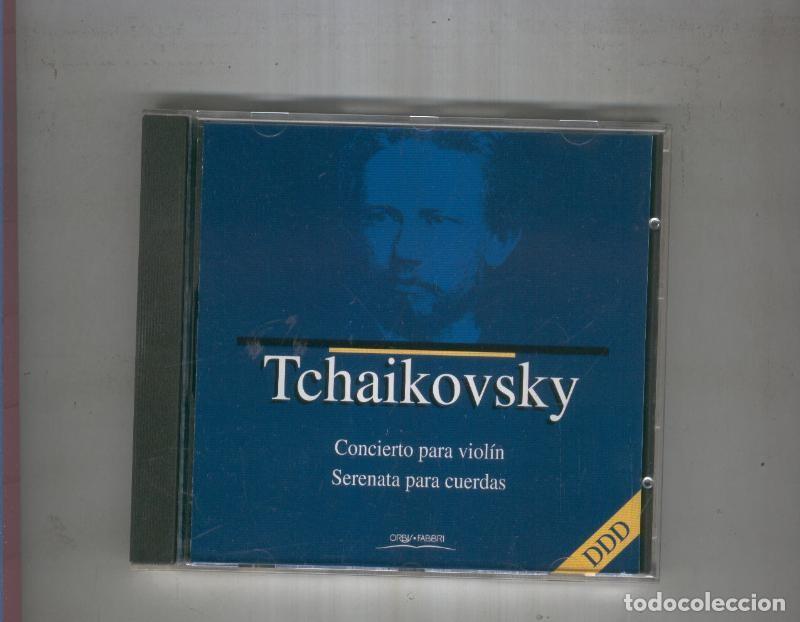 Tchaikovsky
Concierto para violín
Serenata para cuerdas
ORBIS•FABBRI
DDD
todocoleccion